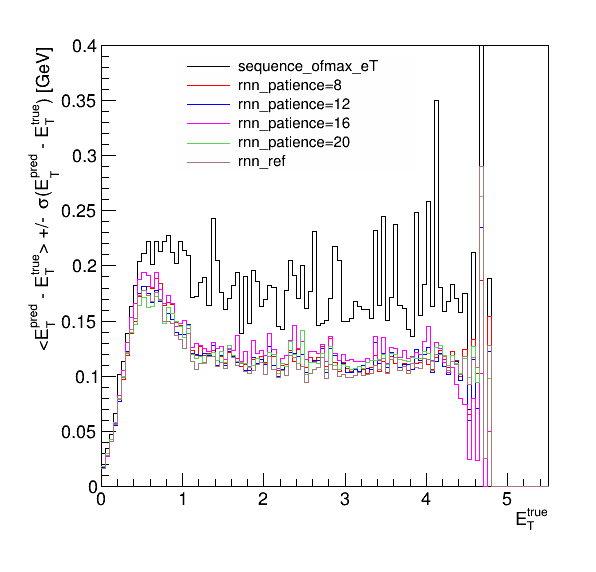 <E_T^pred - E_T^true> +/- σ(E_T^pred - E_T^true) [GeV]
0.4
0.35
0.3
0.25
0.2
0.15
0.1
0.05
0
sequence_ofmax_eT
rnn_patience=8
rnn_patience=12
rnn_patience=16
rnn_patience=20
rnn_ref
0 1 2 3 4 5
E_T^true